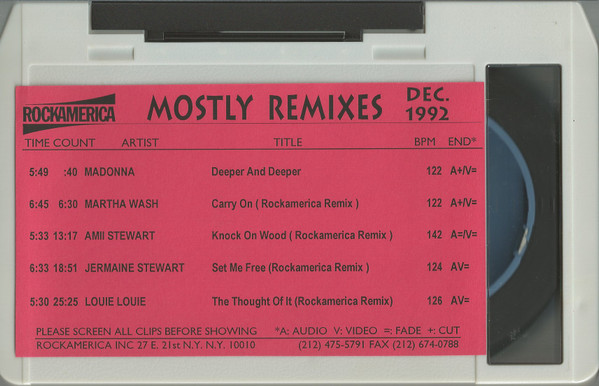 ROCKAMERICA MOSTLY REMIXES DEC. 1992
TIME COUNT ARTIST TITLE BPM END*
5:49 :40 MADONNA Deeper And Deeper 122 A+/V=
6:45 6:30 MARTHA WASH Carry On ( Rockamerica Remix ) 122 A+/V=
5:33 13:17 AMII STEWART Knock On Wood ( Rockamerica Remix ) 142 A=/V=
6:33 18:51 JERMAINE STEWART Set Me Free (Rockamerica Remix ) 124 AV=
5:30 25:25 LOUIE LOUIE The Thought Of It (Rockamerica Remix) 126 AV=
PLEASE SCREEN ALL CLIPS BEFORE SHOWING *A: AUDIO V: VIDEO =: FADE +: CUT
ROCKAMERICA INC 27 E. 21st N.Y. N.Y. 10010 (212) 475-5791 FAX (212) 674-0788